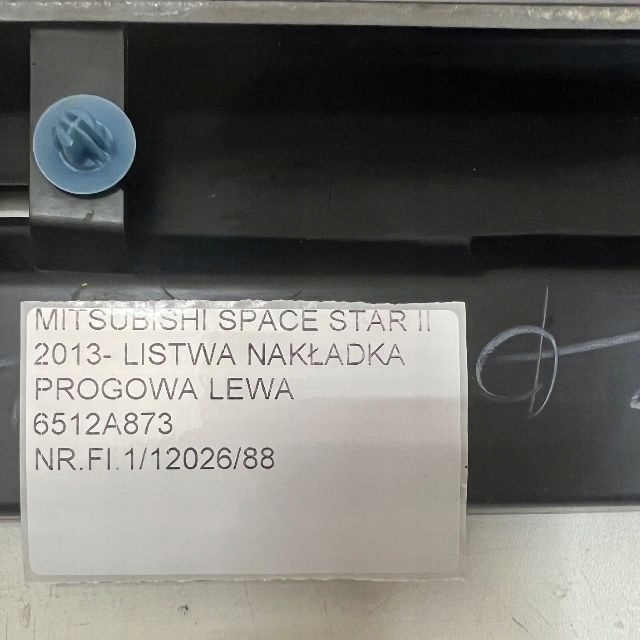 MITSUBISHI SPACE STAR II
2013- LISTWA NAKŁADKA
PROGOWA LEWA
6512A873
NR.FI.1/12026/88